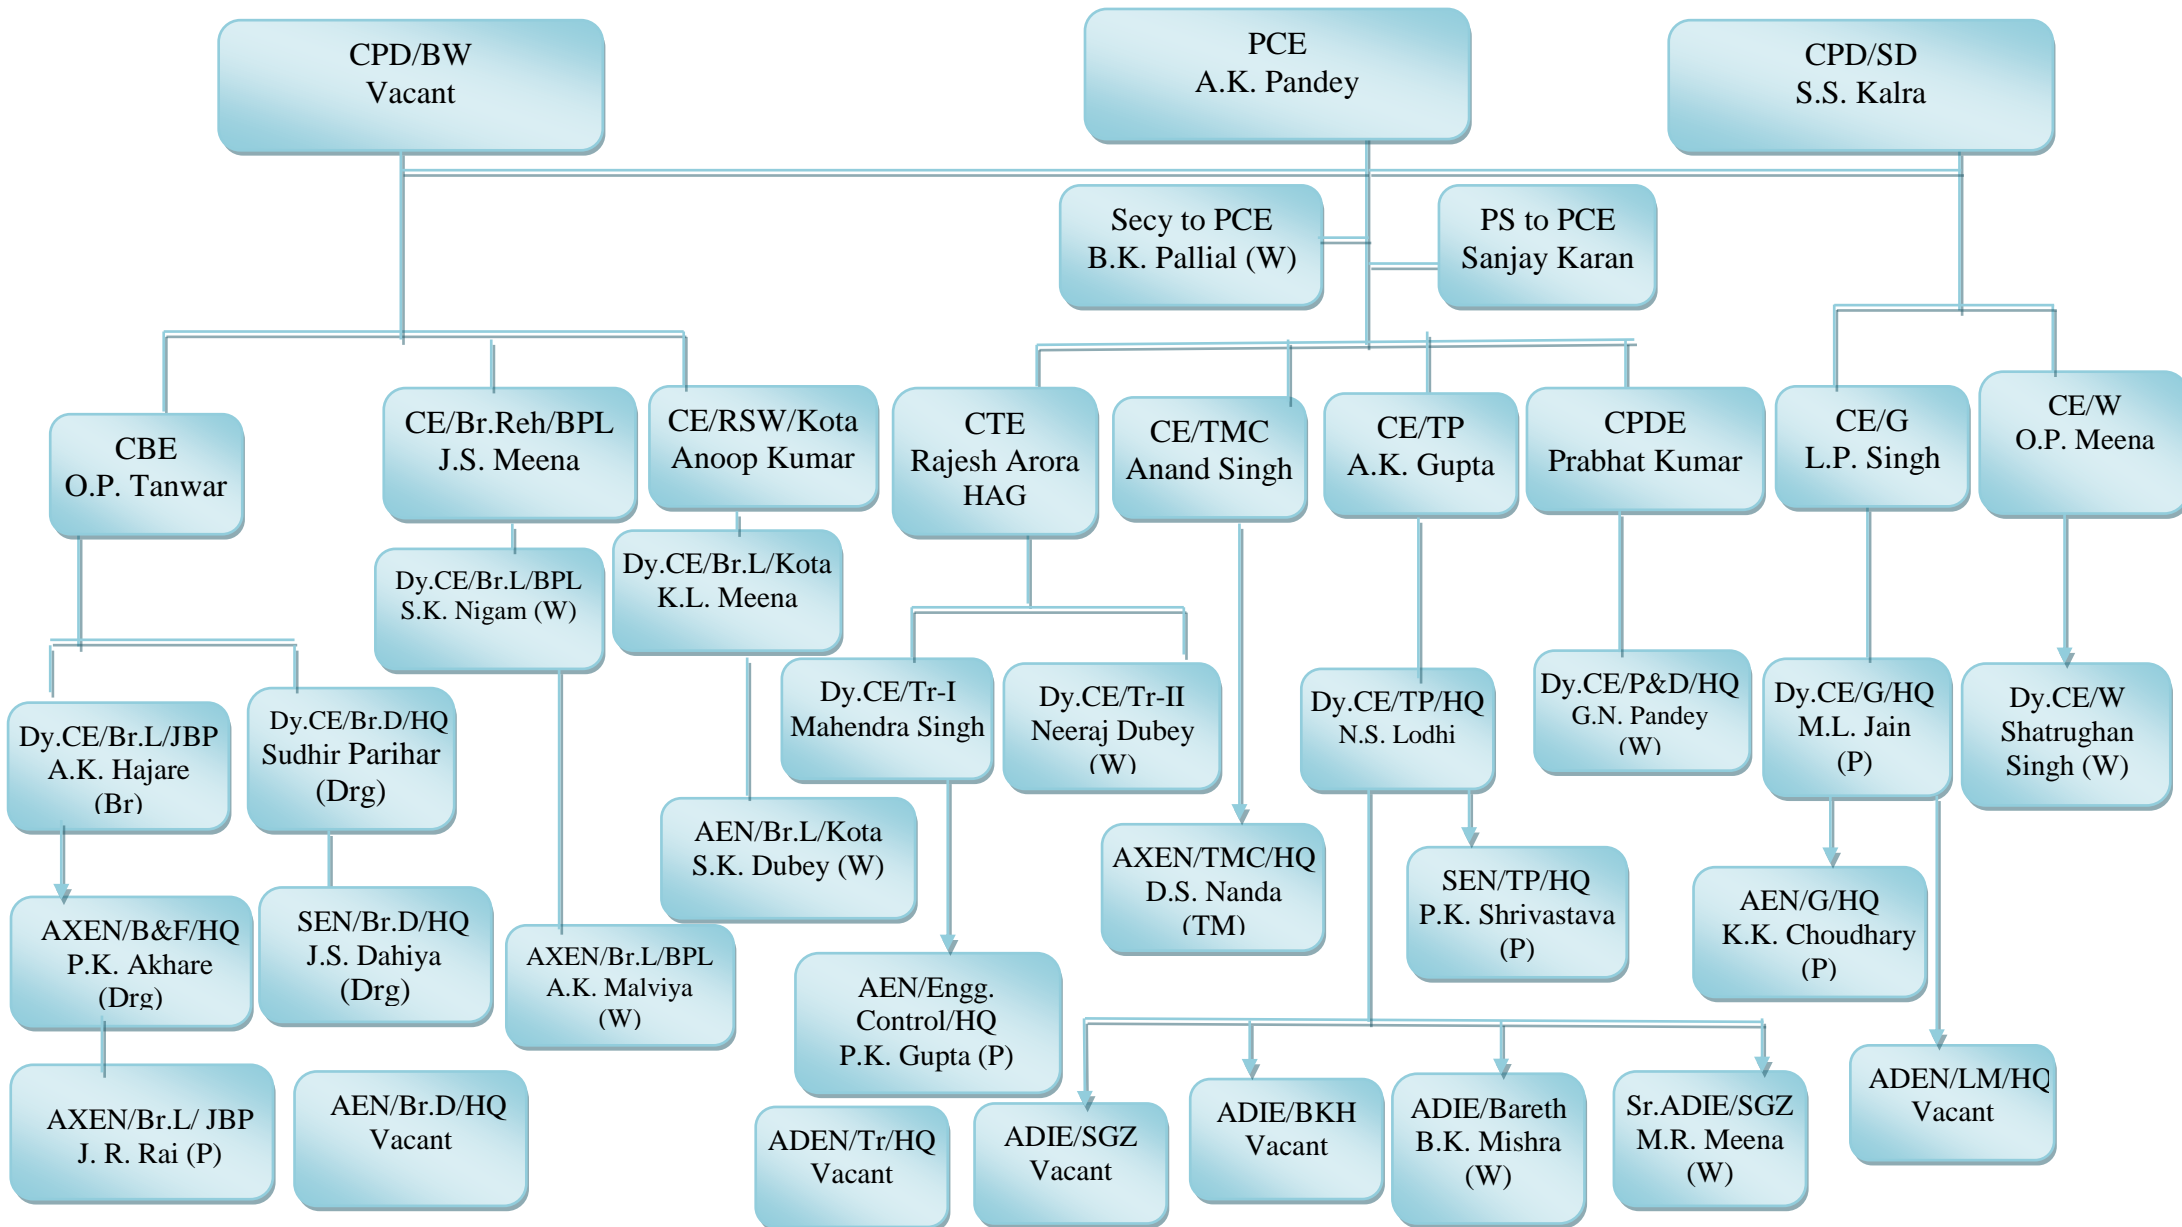 CPD/BW
Vacant
PCE
A.K. Pandey
CPD/SD
S.S. Kalra
Secy to PCE
B.K. Pallial (W)
PS to PCE
Sanjay Karan
CBE
O.P. Tanwar
CE/Br.Reh/BPL
J.S. Meena
CE/RSW/Kota
Anoop Kumar
CTE
Rajesh Arora
HAG
CE/TMC
Anand Singh
CE/TP
A.K. Gupta
CPDE
Prabhat Kumar
CE/G
L.P. Singh
CE/W
O.P. Meena
Dy.CE/Br.L/BPL
S.K. Nigam (W)
Dy.CE/Br.L/Kota
K.L. Meena
Dy.CE/Br.L/JBP
A.K. Hajare
(Br)
Dy.CE/Br.D/HQ
Sudhir Parihar
(Drg)
Dy.CE/Tr-I
Mahendra Singh
Dy.CE/Tr-II
Neeraj Dubey
(W)
Dy.CE/TP/HQ
N.S. Lodhi
Dy.CE/P&D/HQ
G.N. Pandey
(W)
Dy.CE/G/HQ
M.L. Jain
(P)
Dy.CE/W
Shatrughan
Singh (W)
AEN/Br.L/Kota
S.K. Dubey (W)
AXEN/TMC/HQ
D.S. Nanda
(TM)
SEN/TP/HQ
P.K. Shrivastava
(P)
AEN/G/HQ
K.K. Choudhary
(P)
AXEN/B&F/HQ
P.K. Akhare
(Drg)
SEN/Br.D/HQ
J.S. Dahiya
(Drg)
AXEN/Br.L/BPL
A.K. Malviya
(W)
AEN/Engg.
Control/HQ
P.K. Gupta (P)
AXEN/Br.L/ JBP
J. R. Rai (P)
AEN/Br.D/HQ
Vacant
ADEN/Tr/HQ
Vacant
ADIE/SGZ
Vacant
ADIE/BKH
Vacant
ADIE/Bareth
B.K. Mishra
(W)
Sr.ADIE/SGZ
M.R. Meena
(W)
ADEN/LM/HQ
Vacant